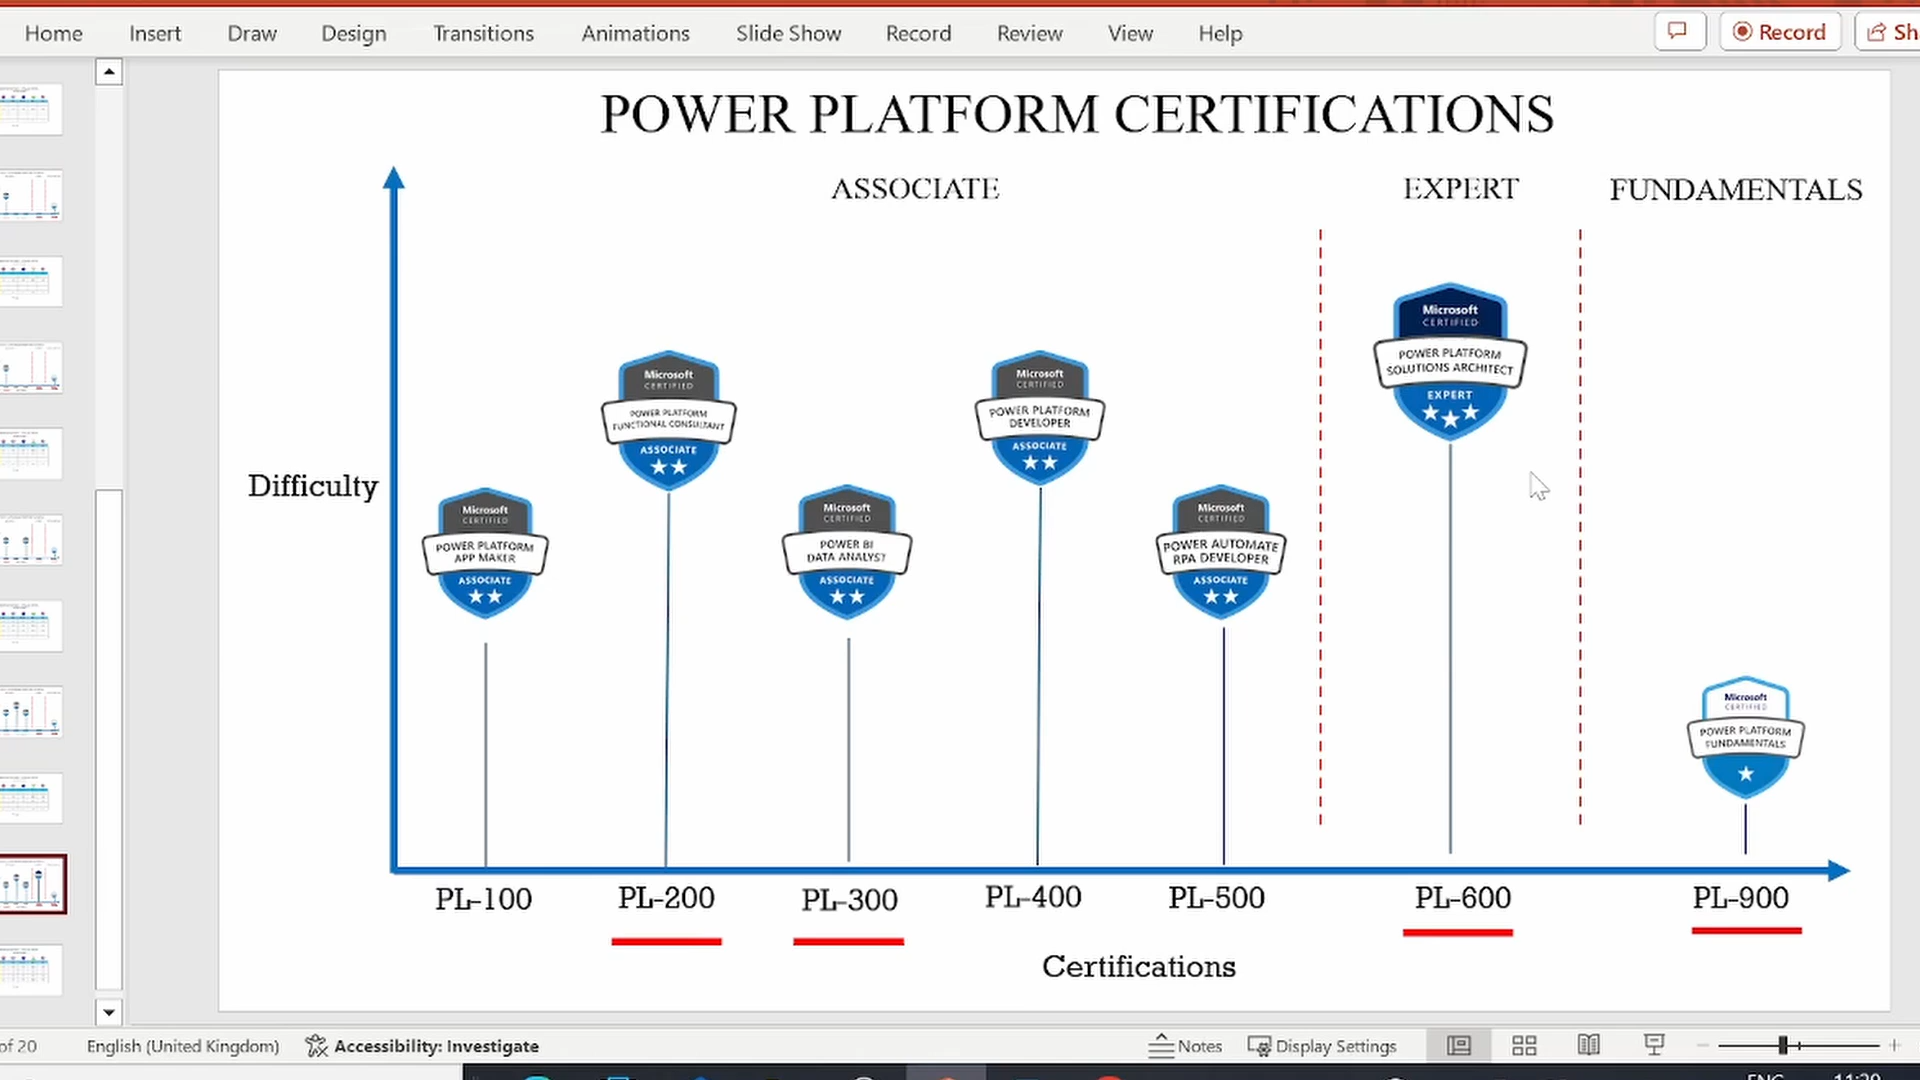 Home Insert Draw Design Transitions Animations Slide Show Record Review View Help Record Sh
POWER PLATFORM CERTIFICATIONS
ASSOCIATE EXPERT FUNDAMENTALS
Difficulty
Microsoft
CERTIFIED
POWER PLATFORM
APP MAKER
ASSOCIATE
Microsoft
CERTIFIED
POWER PLATFORM
FUNCTIONAL CONSULTANT
ASSOCIATE
Microsoft
CERTIFIED
POWER BI
DATA ANALYST
ASSOCIATE
Microsoft
CERTIFIED
POWER PLATFORM
DEVELOPER
ASSOCIATE
Microsoft
CERTIFIED
POWER AUTOMATE
RPA DEVELOPER
ASSOCIATE
Microsoft
CERTIFIED
POWER PLATFORM
SOLUTIONS ARCHITECT
EXPERT
Microsoft
CERTIFIED
POWER PLATFORM
FUNDAMENTALS
PL-100 PL-200 PL-300 PL-400 PL-500 PL-600 PL-900
Certifications
of 20 English (United Kingdom) Accessibility: Investigate Notes Display Settings